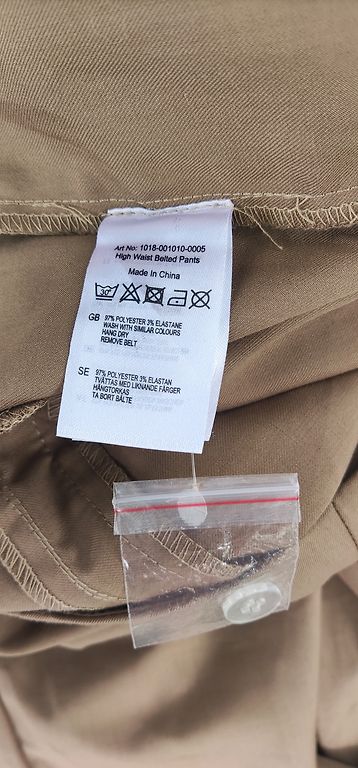 Art No: 1018-001010-0005
High Waist Belted Pants
Made In China
30°
GB 97% POLYESTER 3% ELASTANE
WASH WITH SIMILAR COLOURS
HANG DRY
REMOVE BELT
SE 97% POLYESTER 3% ELASTAN
TVÄTTAS MED LIKNANDE FÄRGER
HÄNGTORKAS
TA BORT BÄLTE